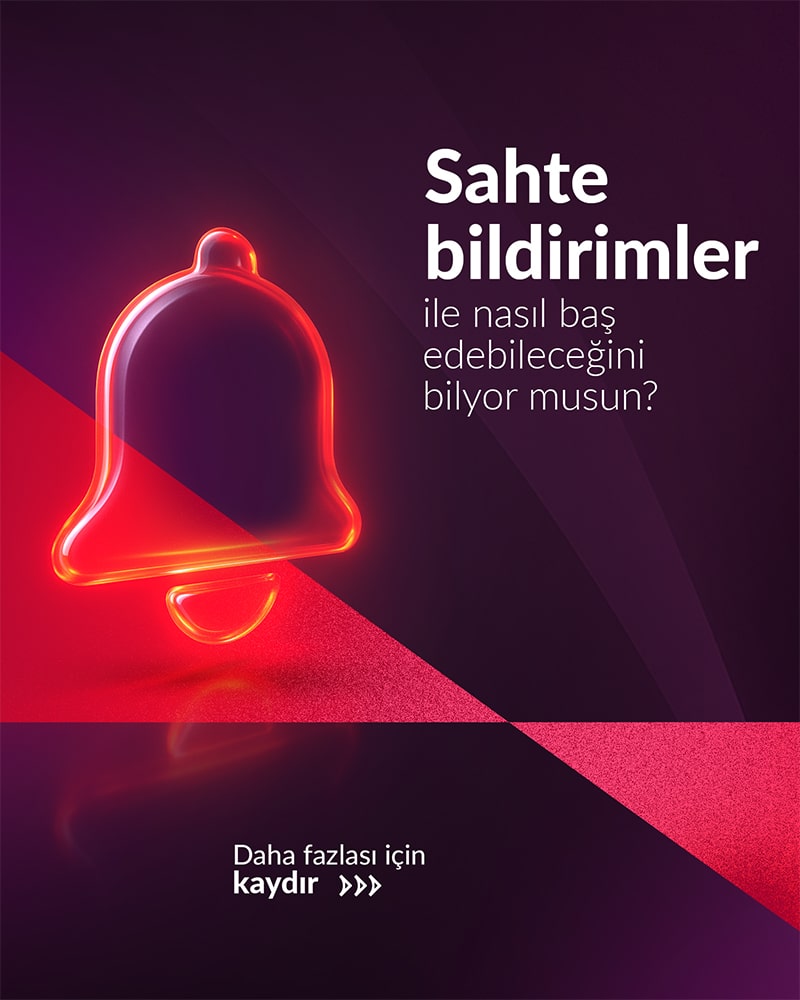 Sahte
bildirimler
ile nasıl baş
edebileceğini
bilyor musun?
Daha fazlası için
kaydır